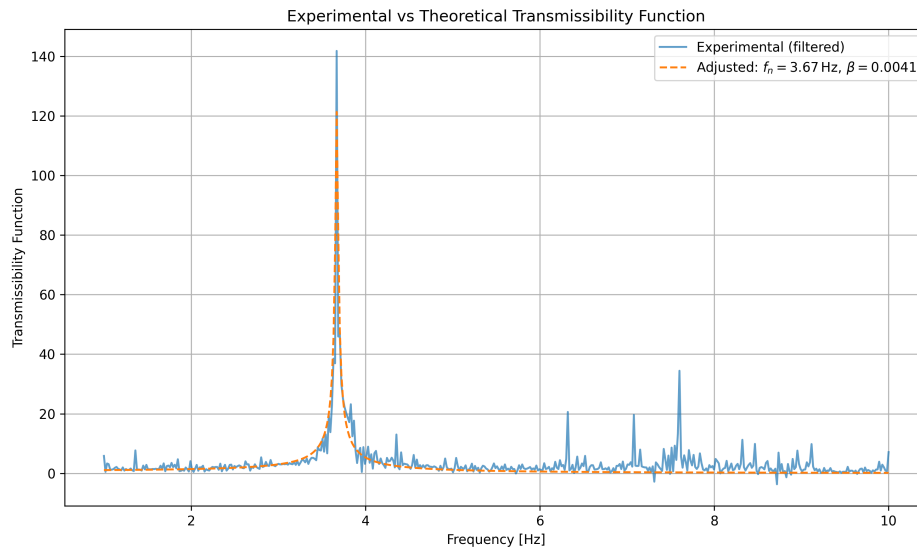 Experimental vs Theoretical Transmissibility Function
Experimental (filtered)
Adjusted: fₙ = 3.67 Hz, β = 0.0041
Transmissibility Function
140
120
100
80
60
40
20
0
2
4
6
8
10
Frequency [Hz]